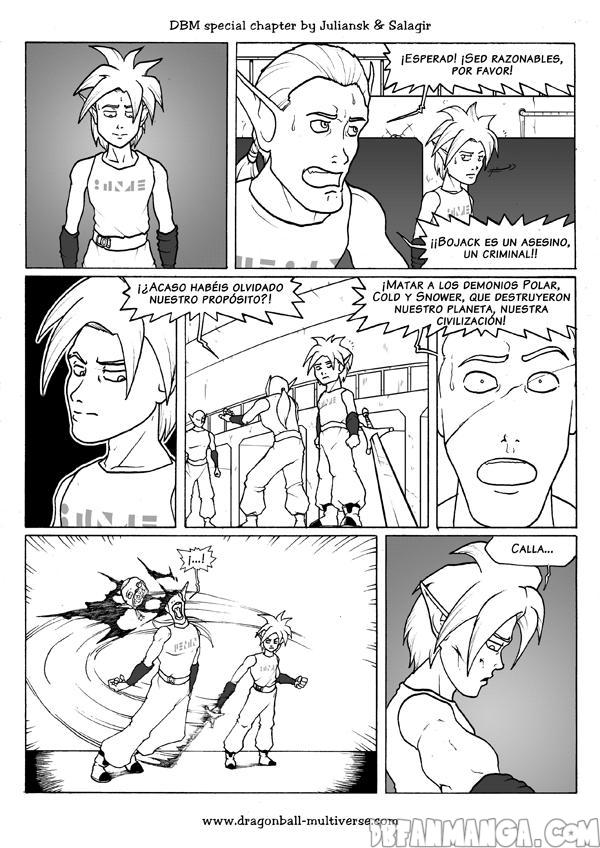 DBM special chapter by Juliansk & Salagir
¡Esperad! ¡Sed razonables,
por favor!
¡¡Bojack es un asesino,
un criminal!!
¡¿Acaso habéis olvidado
nuestro propósito?!
¡Matar a los demonios Polar,
Cold y Snower, que destruyeron
nuestro planeta, nuestra
civilización!
¡...!
Calla...
www.dragonball-multiverse.com
DBFANMANGA.COM